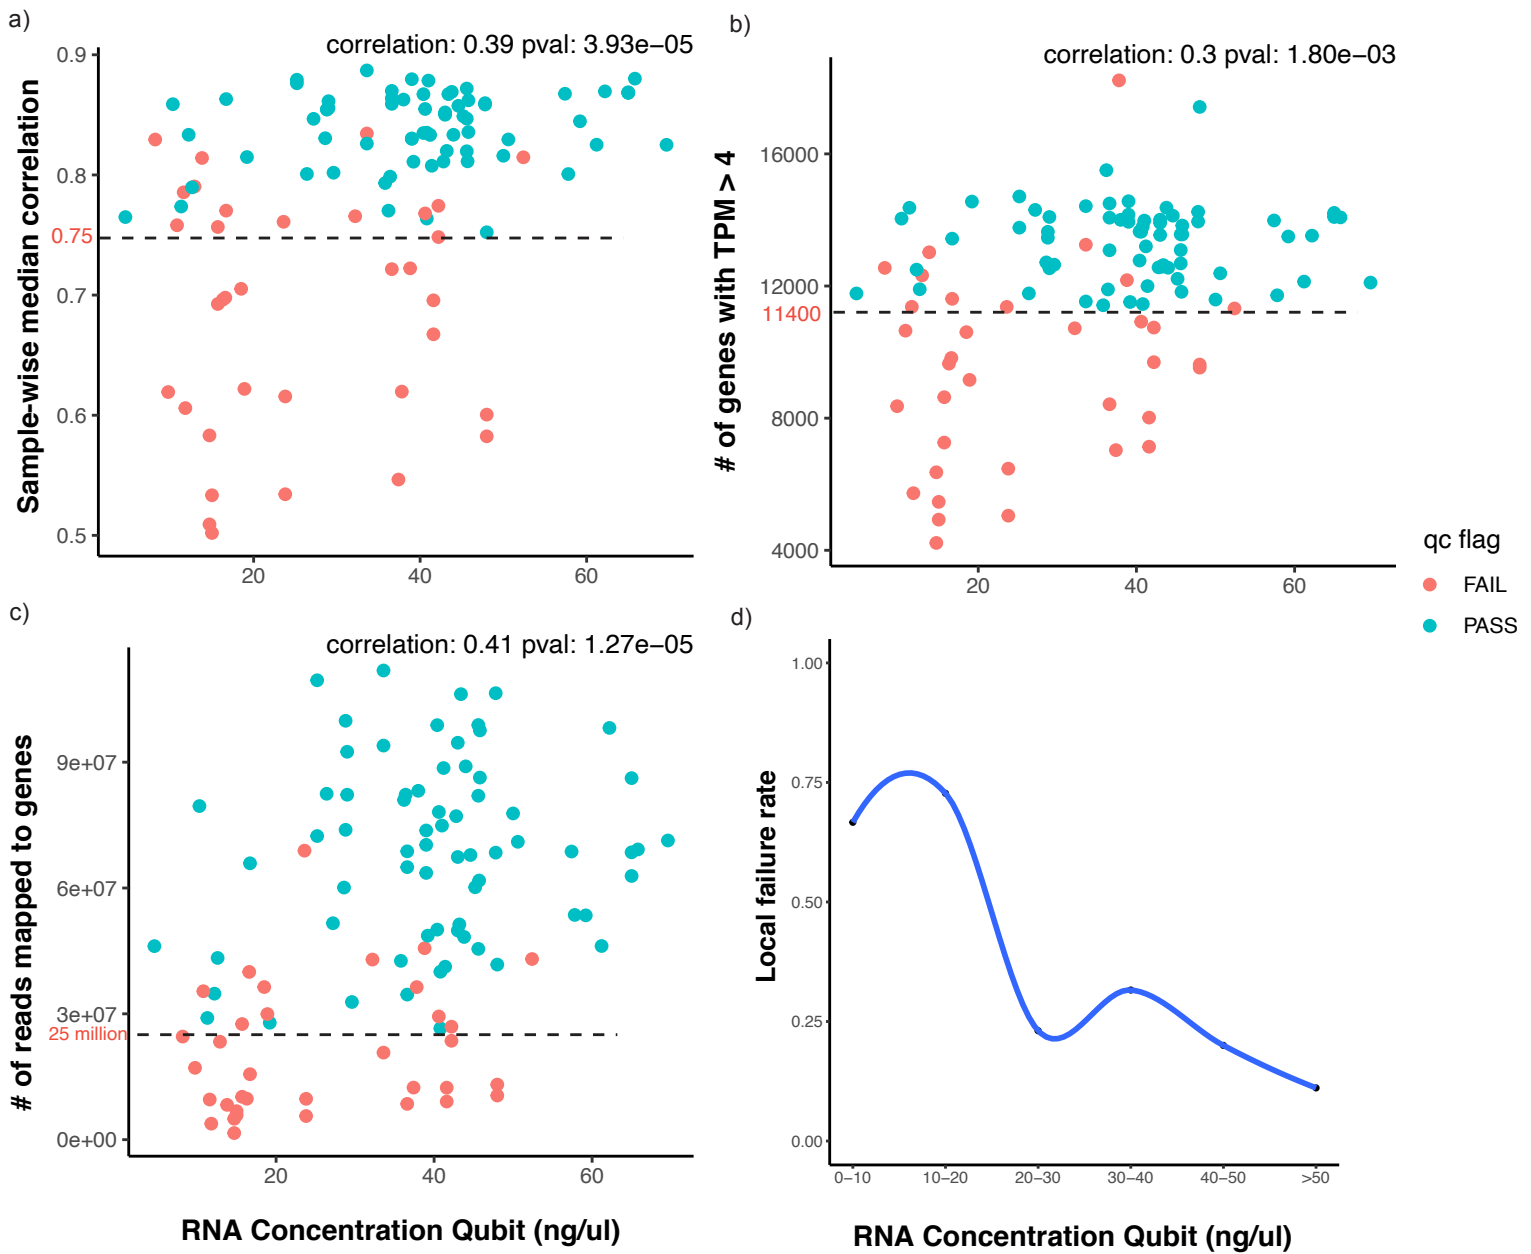 a)
correlation: 0.39 pval: 3.93e−05
Sample-wise median correlation
0.9
0.8
0.75
0.7
0.6
0.5
20
40
60
b)
correlation: 0.3 pval: 1.80e−03
# of genes with TPM > 4
16000
12000
11400
8000
4000
20
40
60
qc flag
FAIL
PASS
c)
correlation: 0.41 pval: 1.27e−05
# of reads mapped to genes
9e+07
6e+07
3e+07
25 million
0e+00
20
40
60
RNA Concentration Qubit (ng/ul)
d)
Local failure rate
1.00
0.75
0.50
0.25
0.00
0−10
10−20
20−30
30−40
40−50
>50
RNA Concentration Qubit (ng/ul)